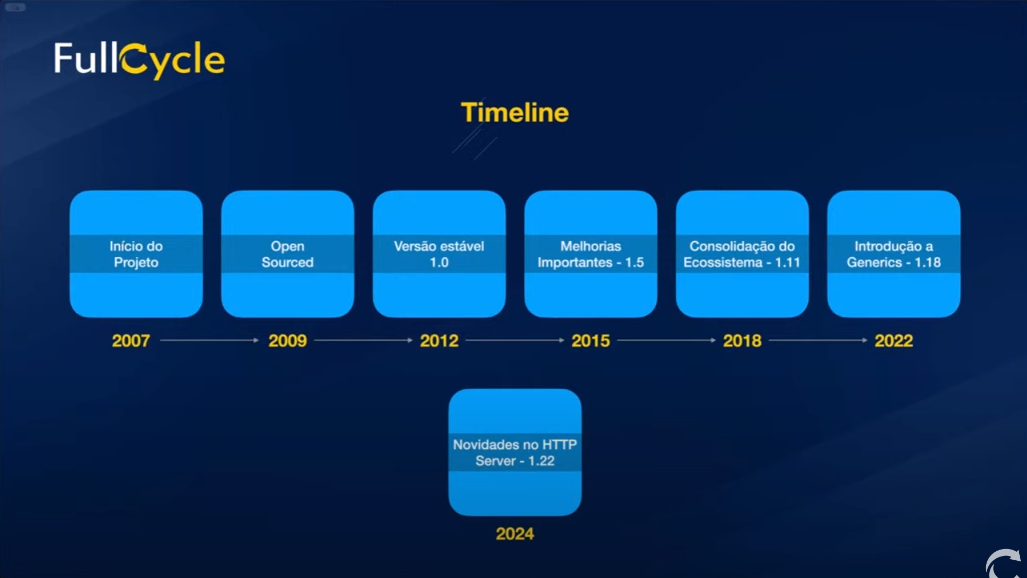 FullCycle
Timeline
Início do
Projeto
Open
Sourced
Versão estável
1.0
Melhorias
Importantes - 1.5
Consolidação do
Ecossistema - 1.11
Introdução a
Generics - 1.18
2007
2009
2012
2015
2018
2022
Novidades no HTTP
Server - 1.22
2024